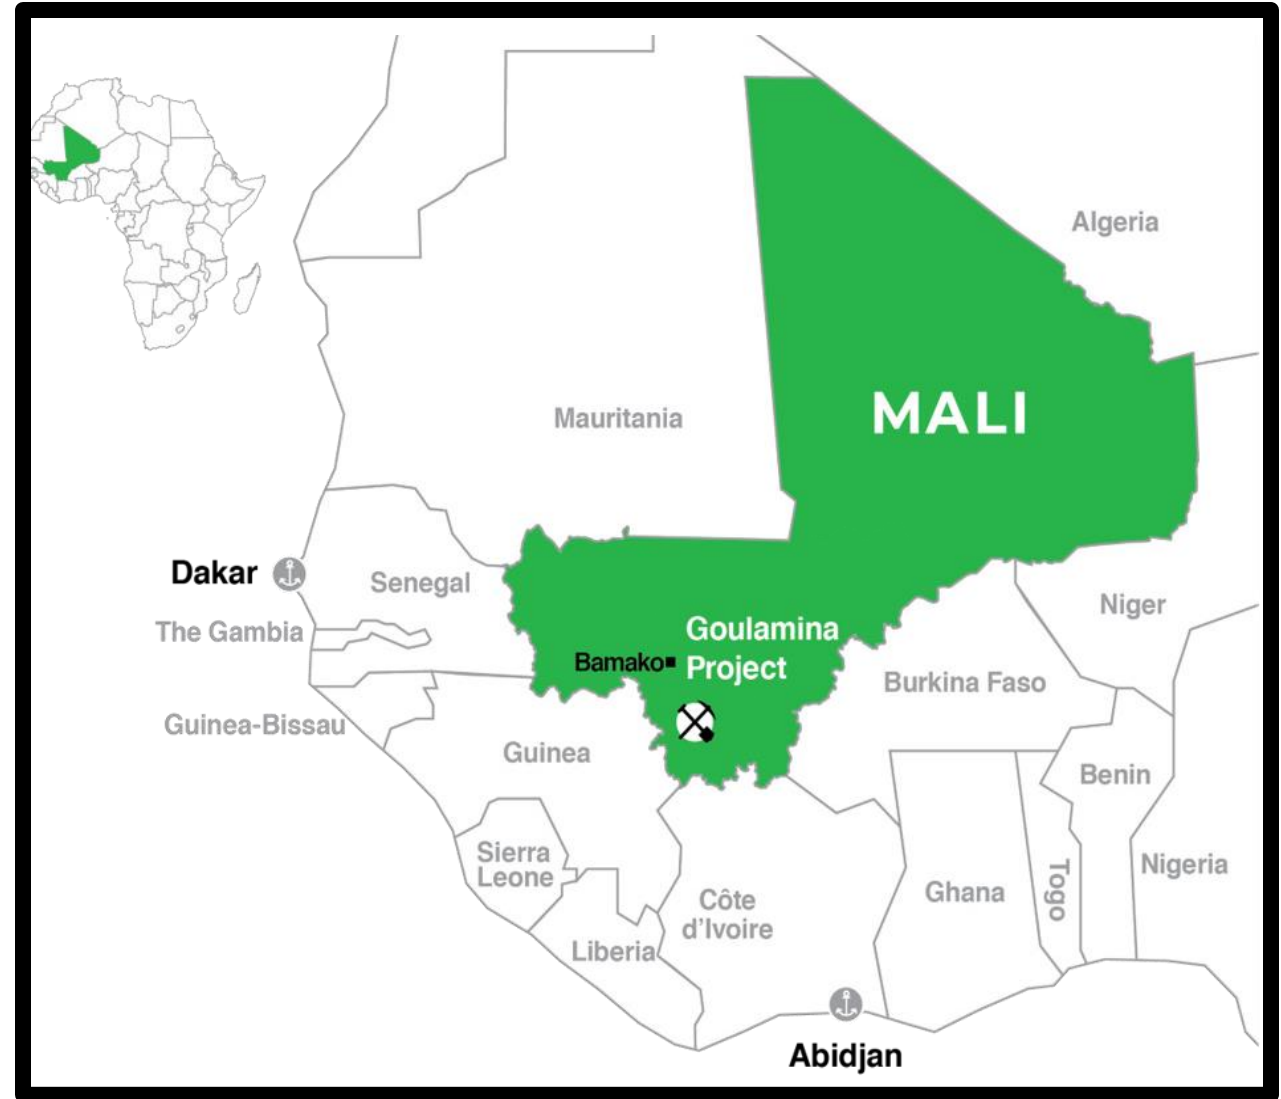 Algeria
MALI
Mauritania
Dakar
Senegal
The Gambia
Niger
Goulamina
Project
Bamako
Burkina Faso
Guinea-Bissau
Guinea
Benin
Sierra
Leone
Togo
Nigeria
Ghana
Côte
d'Ivoire
Liberia
Abidjan